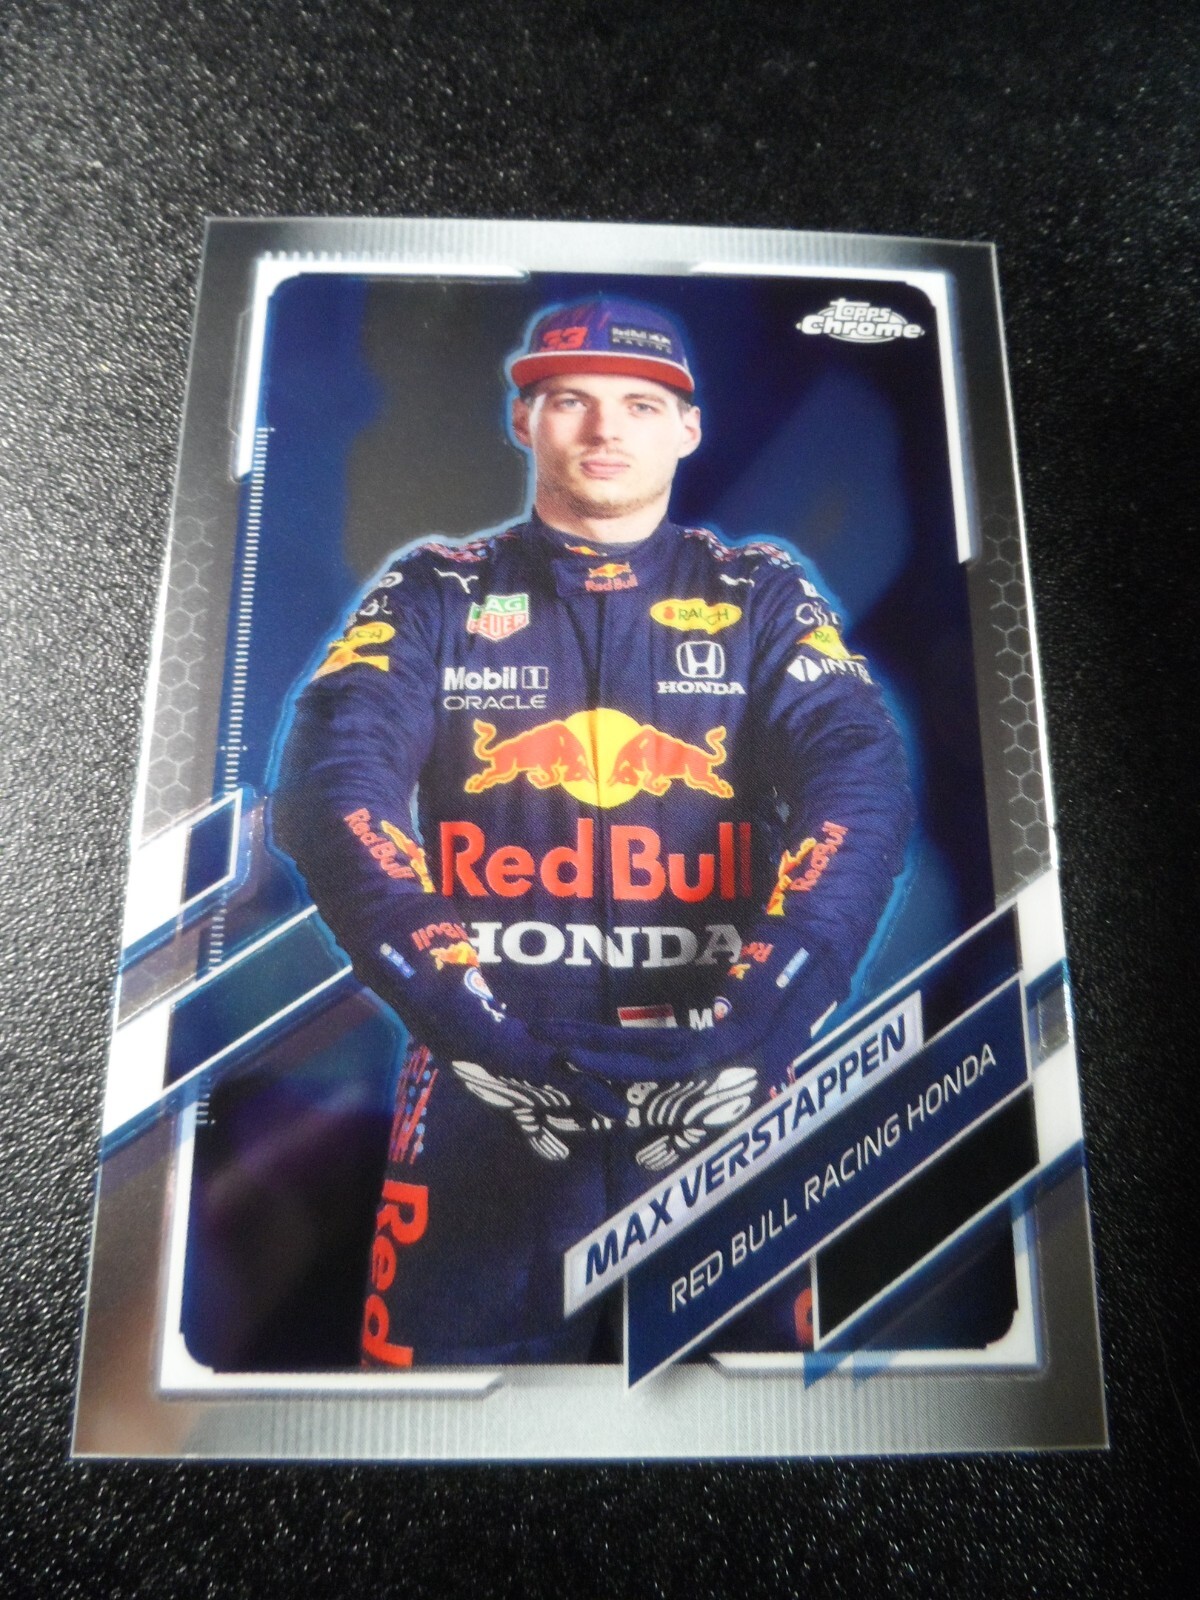 topps
Chrome
33
RACING
Red Bull
TAG
HEUER
RAUCH
Mobil 1
ORACLE
HONDA
Red Bull
Red Bull
Red Bull
HONDA
MAX VERSTAPPEN
RED BULL RACING HONDA
Red